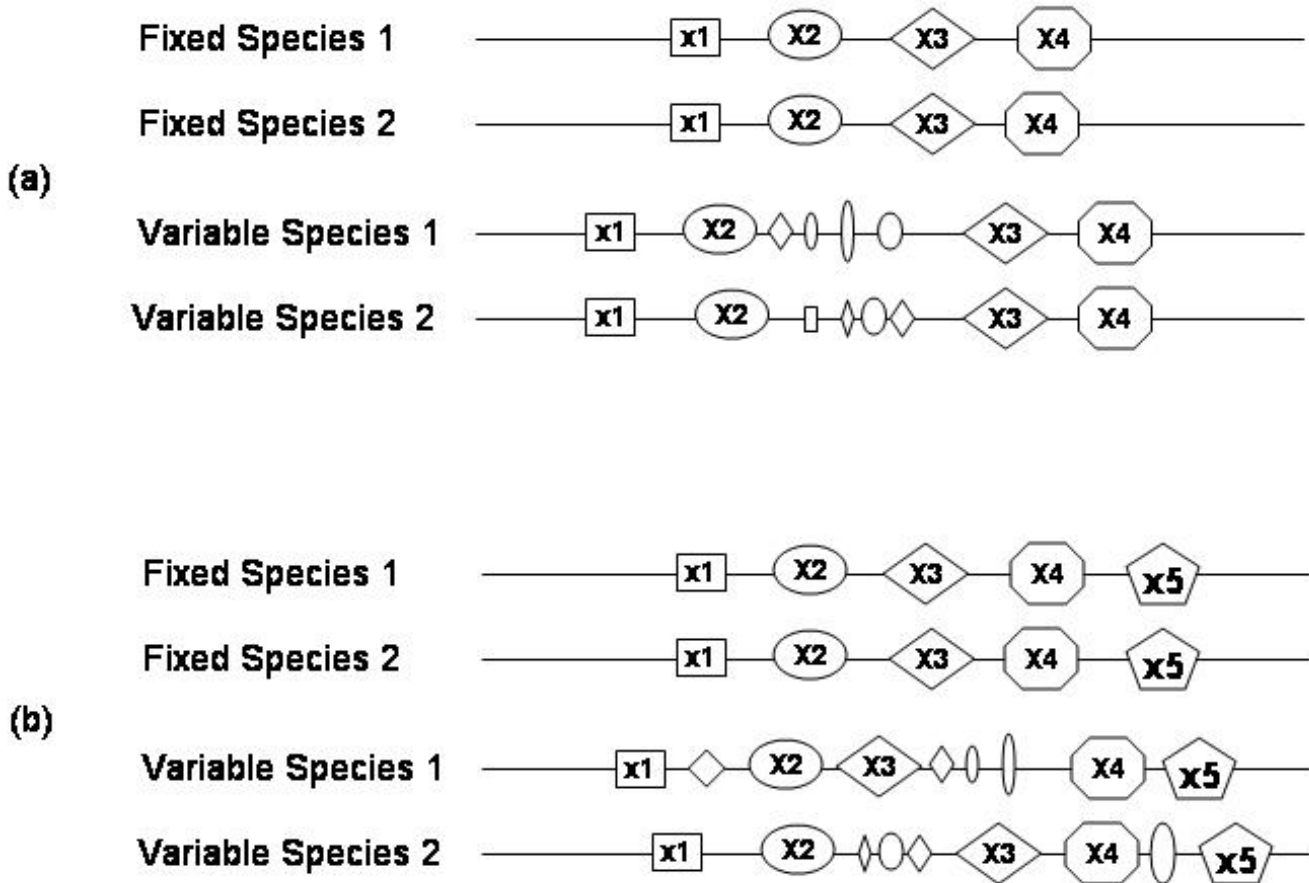 Fixed Species 1 x1 X2 X3 X4
Fixed Species 2 x1 X2 X3 X4
(a)
Variable Species 1 x1 X2 X3 X4
Variable Species 2 x1 X2 X3 X4
Fixed Species 1 x1 X2 X3 X4 x5
Fixed Species 2 x1 X2 X3 X4 x5
(b)
Variable Species 1 x1 X2 X3 X4 x5
Variable Species 2 x1 X2 X3 X4 x5